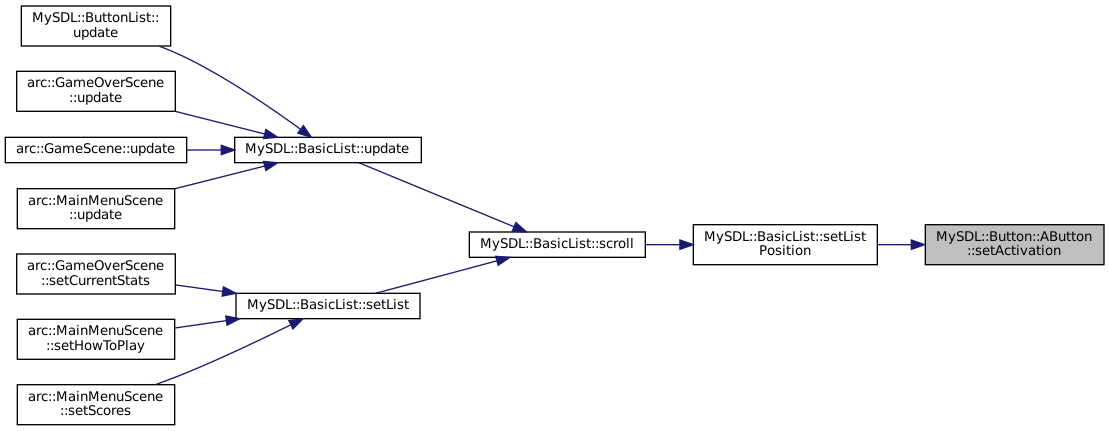 MySDL::ButtonList::
update
arc::GameOverScene
::update
arc::GameScene::update
arc::MainMenuScene
::update
arc::GameOverScene
::setCurrentStats
arc::MainMenuScene
::setHowToPlay
arc::MainMenuScene
::setScores
MySDL::BasicList::update
MySDL::BasicList::setList
MySDL::BasicList::scroll
MySDL::BasicList::setList
Position
MySDL::Button::AButton
::setActivation